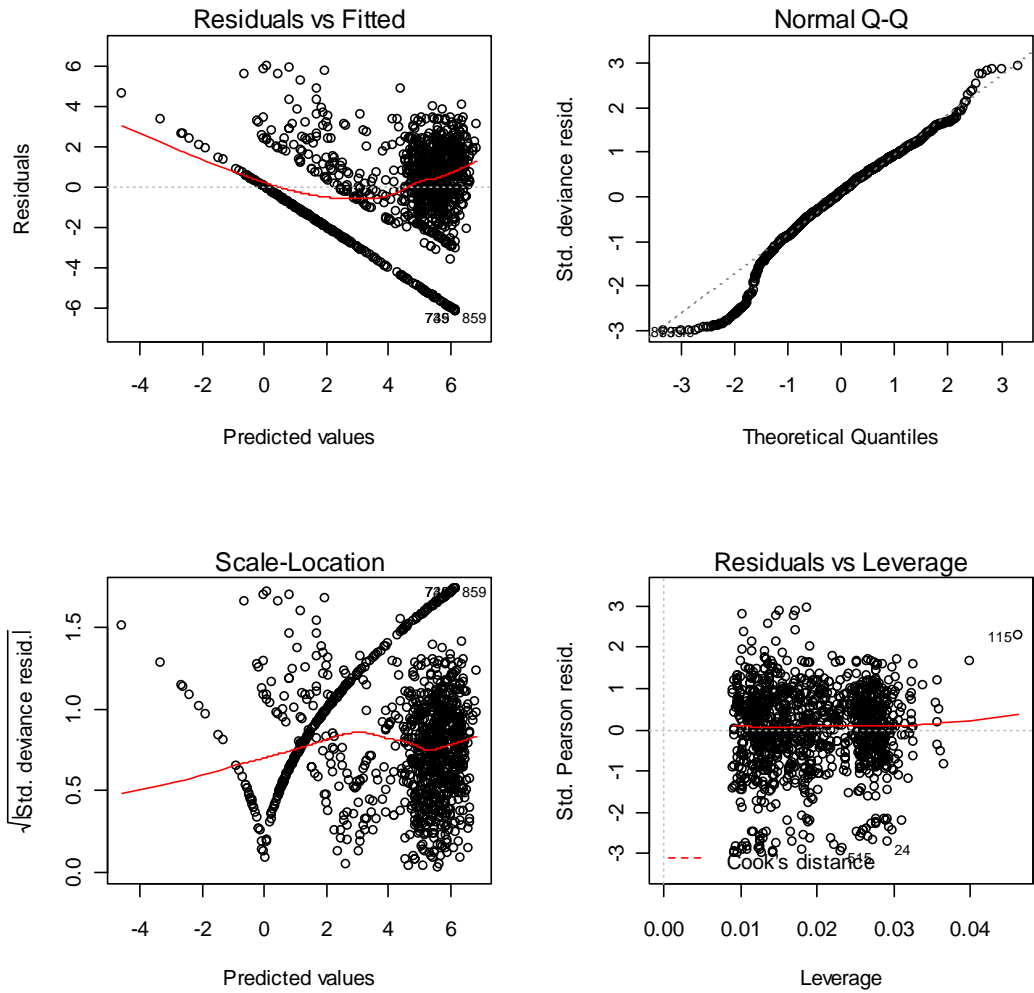 Residuals vs Fitted
Residuals
6
4
2
0
-2
-4
-6
859
-4 -2 0 2 4 6
Predicted values
Normal Q-Q
Std. deviance resid.
3
2
1
0
-1
-2
-3
-3 -2 -1 0 1 2 3
Theoretical Quantiles
Scale-Location
√|Std. deviance resid.|
1.5
1.0
0.5
0.0
859
-4 -2 0 2 4 6
Predicted values
Residuals vs Leverage
Std. Pearson resid.
3
2
1
0
-1
-2
-3
115
24
515
Cook's distance
0.00 0.01 0.02 0.03 0.04
Leverage